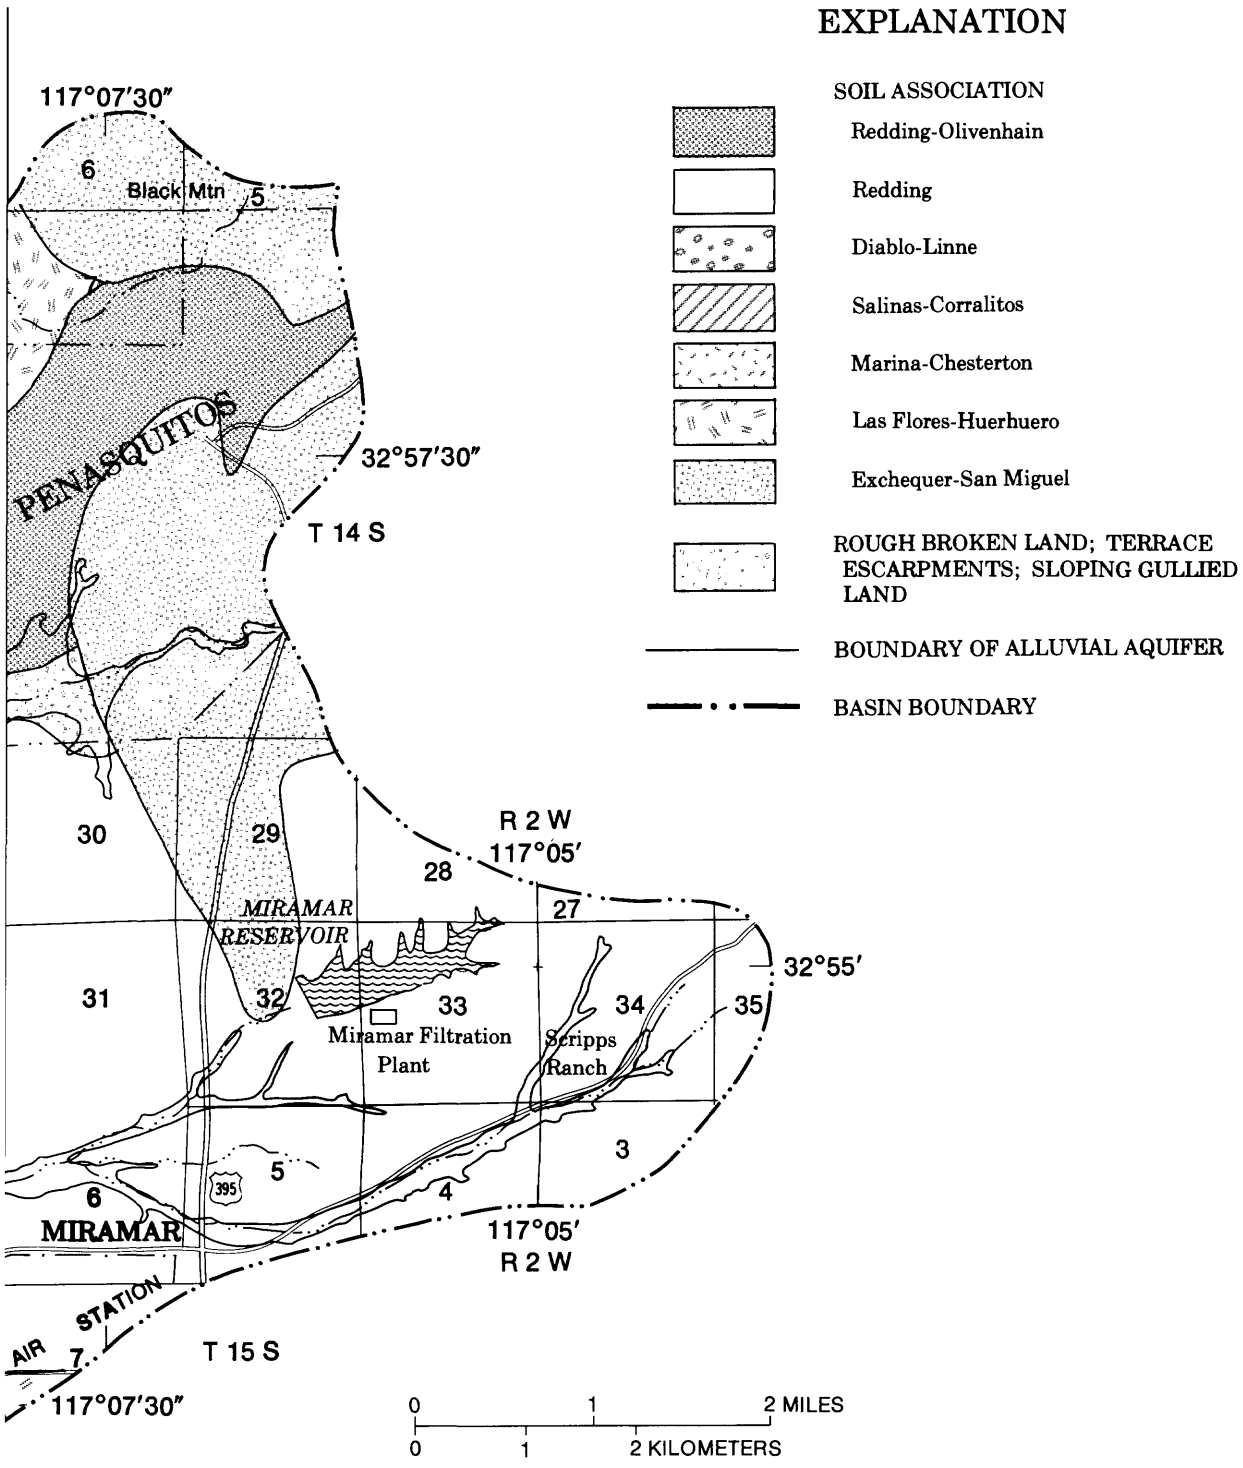 EXPLANATION
SOIL ASSOCIATION
Redding-Olivenhain
Redding
Diablo-Linne
Salinas-Corralitos
Marina-Chesterton
Las Flores-Huerhuero
Exchequer-San Miguel
ROUGH BROKEN LAND; TERRACE
ESCARPMENTS; SLOPING GULLIED
LAND
BOUNDARY OF ALLUVIAL AQUIFER
BASIN BOUNDARY
117°07'30"
6
Black Mtn
5
PENASQUITOS
32°57'30"
T 14 S
30
29
R 2 W
117°05'
28
27
MIRAMAR
RESERVOIR
32°55'
31
32
33
34
35
Miramar Filtration
Plant
Scripps
Ranch
3
5
395
6
4
MIRAMAR
117°05'
R 2 W
STATION
AIR
7
T 15 S
117°07'30"
0 1 2 MILES
0 1 2 KILOMETERS